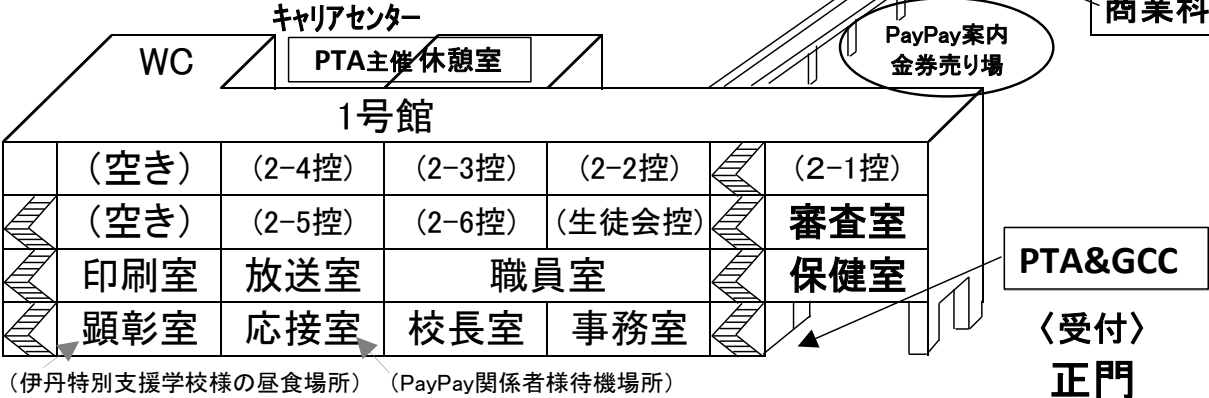 キャリアセンター
商業科
WC
PTA主催休憩室
PayPay案内
金券売り場
1号館
(空き) (2-4控) (2-3控) (2-2控) (2-1控)
(空き) (2-5控) (2-6控) (生徒会控) 審査室
印刷室 放送室 職員室 保健室
顕彰室 応接室 校長室 事務室
PTA&GCC
〈受付〉
正門
(伊丹特別支援学校様の昼食場所) (PayPay関係者様待機場所)